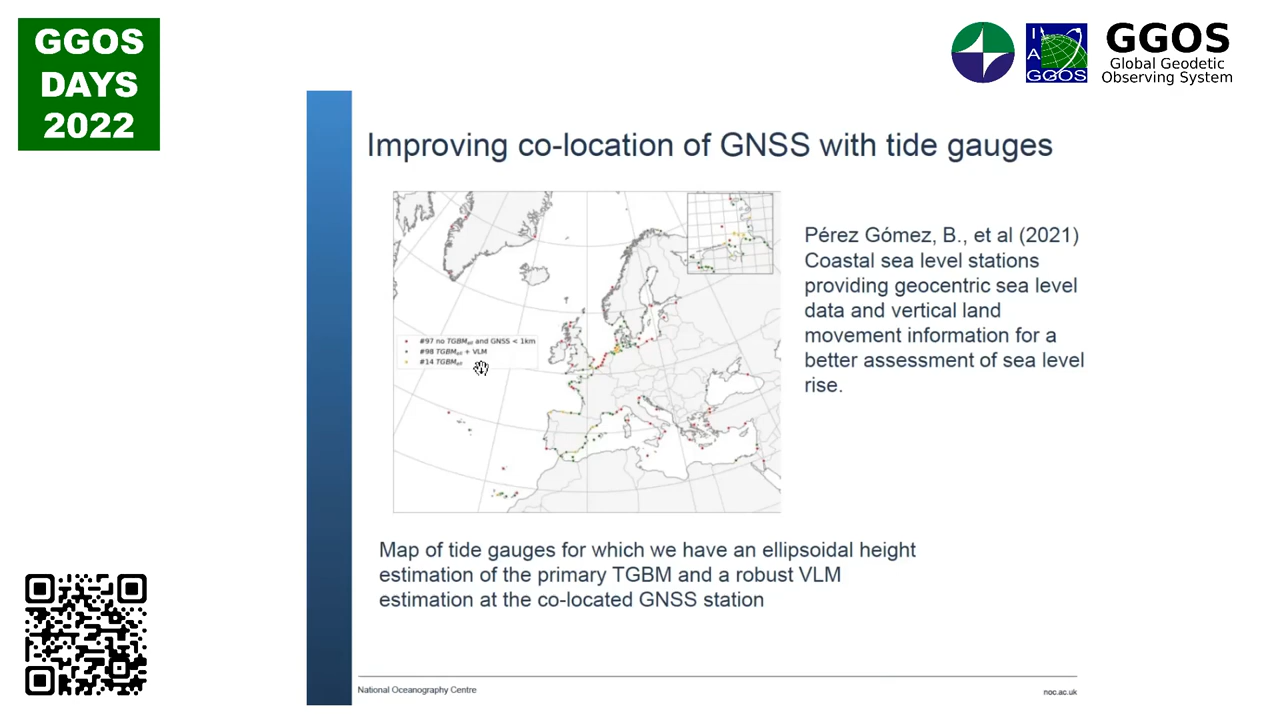 GGOS
DAYS
2022
I
A
G
GGOS
GGOS
Global Geodetic
Observing System
Improving co-location of GNSS with tide gauges
#97 no TGBM and GNSS < 1km
#98 TGBM + VLM
#14 TGBM
Pérez Gómez, B., et al (2021)
Coastal sea level stations
providing geocentric sea level
data and vertical land
movement information for a
better assessment of sea level
rise.
Map of tide gauges for which we have an ellipsoidal height
estimation of the primary TGBM and a robust VLM
estimation at the co-located GNSS station
National Oceanography Centre
noc.ac.uk